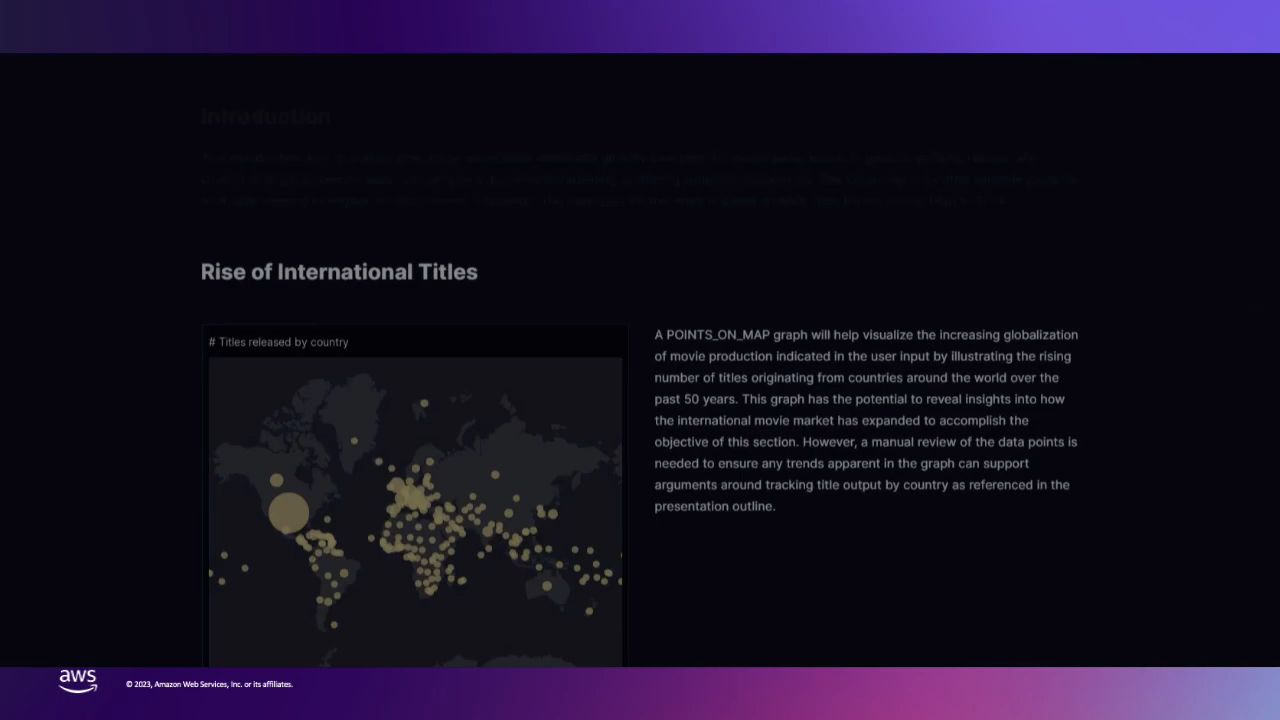 Introduction
Rise of International Titles
# Titles released by country
A POINTS_ON_MAP graph will help visualize the increasing globalization
of movie production indicated in the user input by illustrating the rising
number of titles originating from countries around the world over the
past 50 years. This graph has the potential to reveal insights into how
the international movie market has expanded to accomplish the
objective of this section. However, a manual review of the data points is
needed to ensure any trends apparent in the graph can support
arguments around tracking title output by country as referenced in the
presentation outline.
aws
© 2023, Amazon Web Services, Inc. or its affiliates.